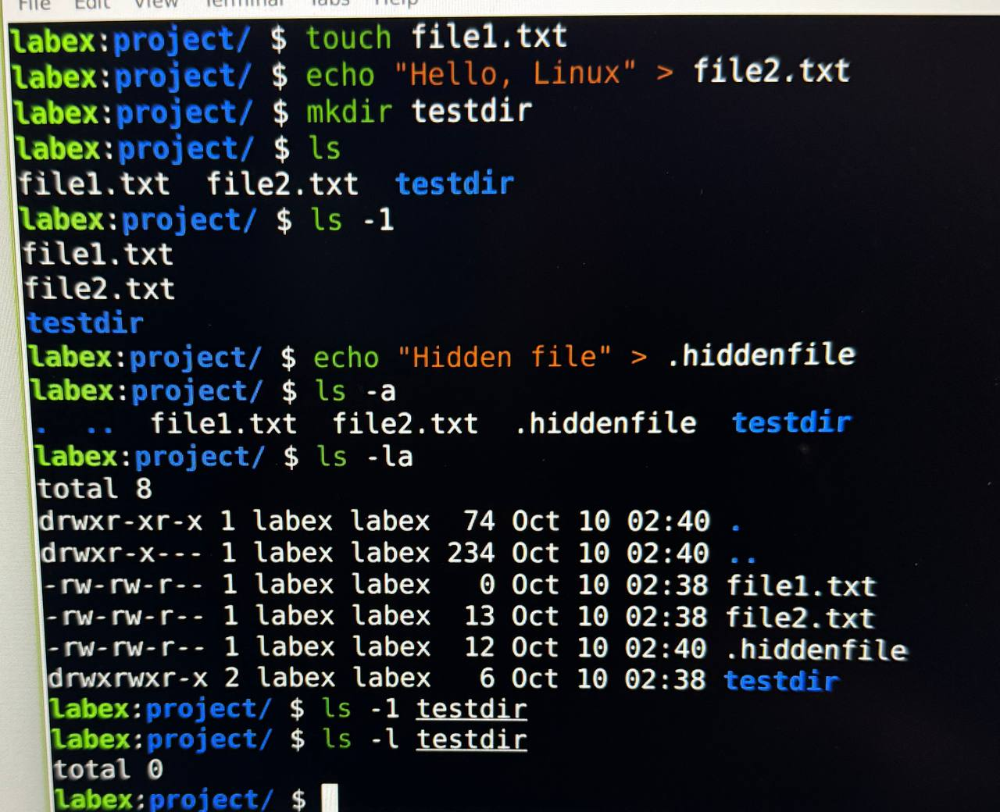 File Edit View Terminal Tabs Help
labex:project/ $ touch file1.txt
labex:project/ $ echo "Hello, Linux" > file2.txt
labex:project/ $ mkdir testdir
labex:project/ $ ls
file1.txt  file2.txt  testdir
labex:project/ $ ls -1
file1.txt
file2.txt
testdir
labex:project/ $ echo "Hidden file" > .hiddenfile
labex:project/ $ ls -a
.  ..  file1.txt  file2.txt  .hiddenfile  testdir
labex:project/ $ ls -la
total 8
drwxr-xr-x 1 labex labex  74 Oct 10 02:40 .
drwxr-x--- 1 labex labex 234 Oct 10 02:40 ..
-rw-rw-r-- 1 labex labex   0 Oct 10 02:38 file1.txt
-rw-rw-r-- 1 labex labex  13 Oct 10 02:38 file2.txt
-rw-rw-r-- 1 labex labex  12 Oct 10 02:40 .hiddenfile
drwxrwxr-x 2 labex labex   6 Oct 10 02:38 testdir
labex:project/ $ ls -1 testdir
labex:project/ $ ls -l testdir
total 0
labex:project/ $